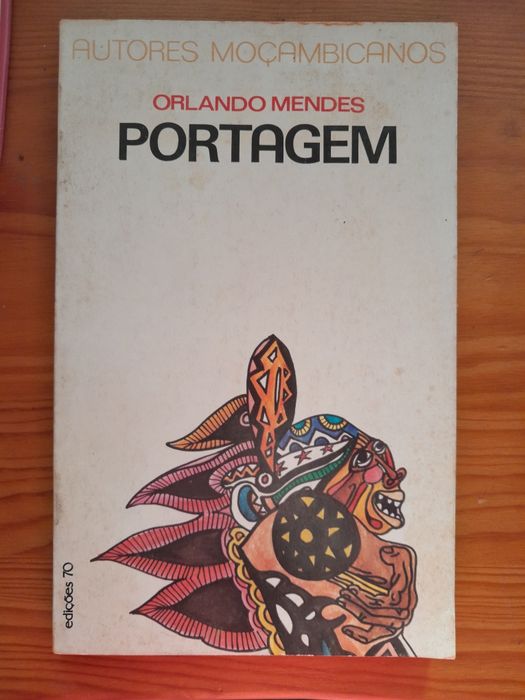 AUTORES MOÇAMBICANOS
ORLANDO MENDES
PORTAGEM
edições 70